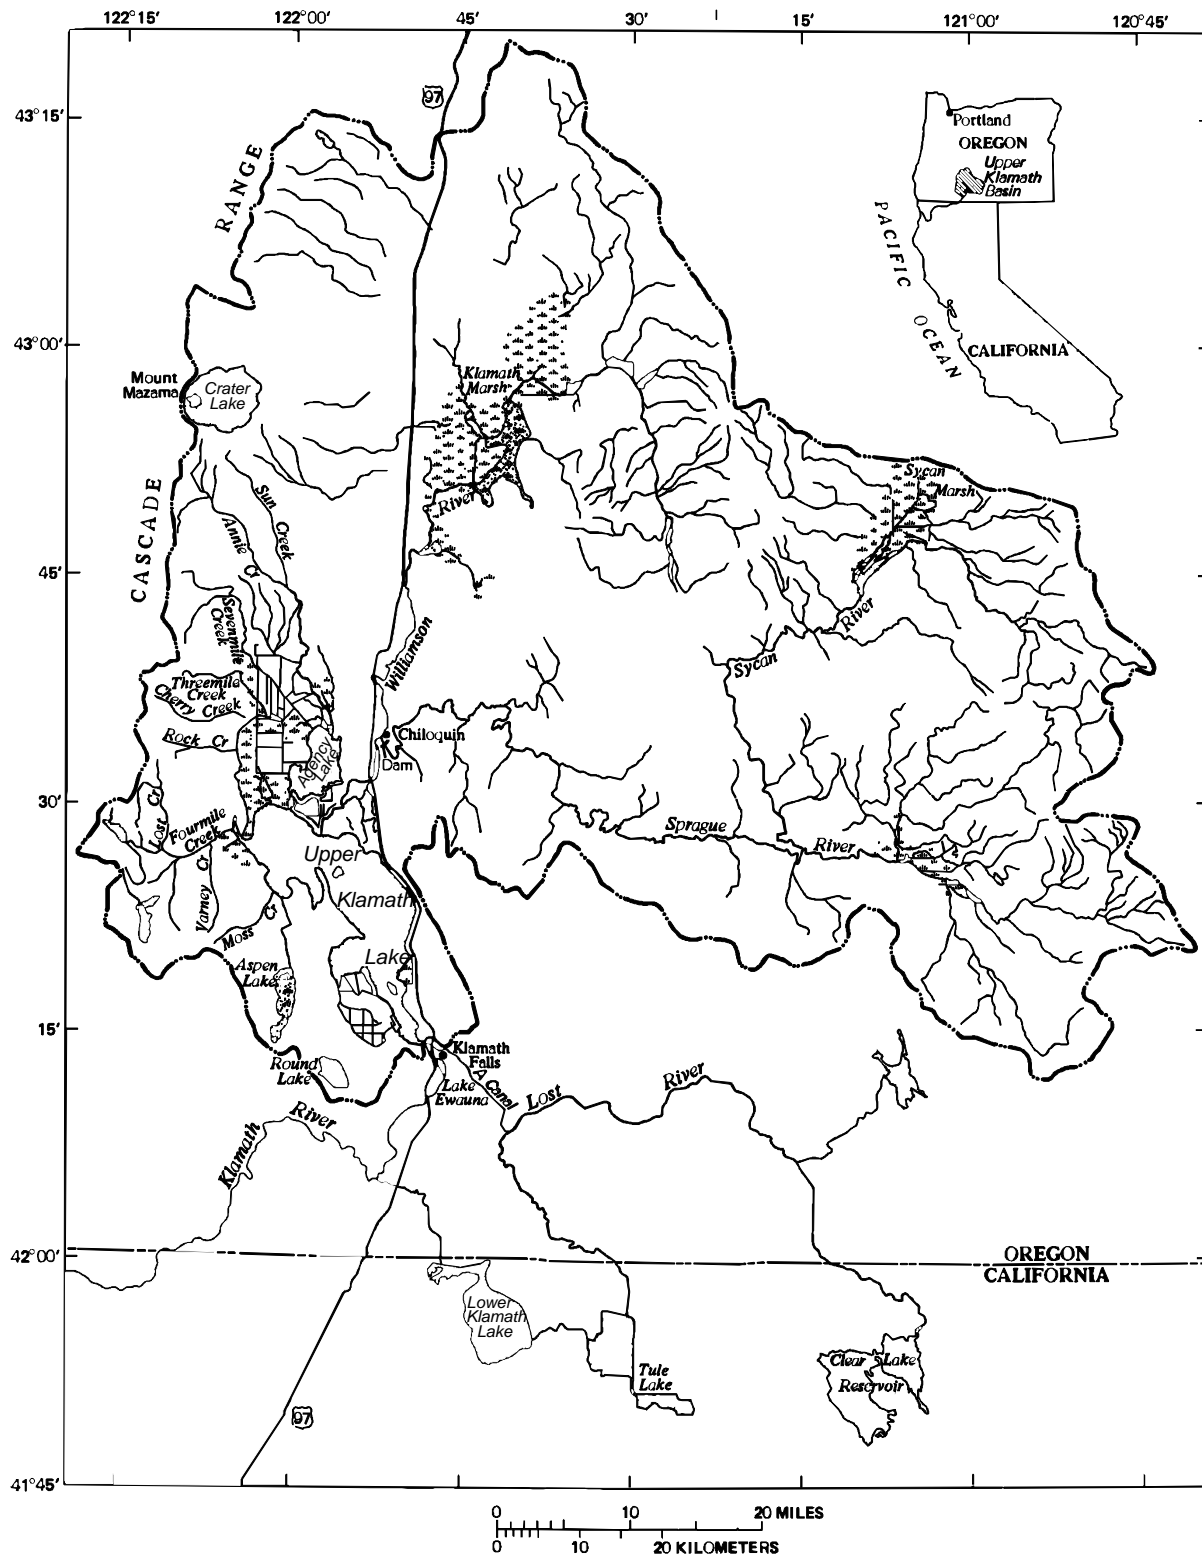 122°15'
122°00'
45'
30'
15'
121°00'
120°45'
43°15'
43°00'
45'
30'
15'
42°00'
41°45'
97
Portland
OREGON
Upper
Klamath
Basin
PACIFIC OCEAN
CALIFORNIA
CASCADE RANGE
Mount
Mazama
Crater
Lake
Klamath
Marsh
River
Williamson
Sycan
Marsh
Sun Creek
Annie Cr
Sevenmile
Creek
Threemile
Creek
Cherry Creek
Rock Cr
Agency
Lake
Chiloquin
Dam
Sycan River
Lost Cr
Fourmile
Creek
Varney Cr
Moss Cr
Upper
Klamath
Lake
Sprague River
Aspen
Lake
Round
Lake
Klamath
Falls
Lake
Ewauna
A Canal
Lost River
Klamath River
OREGON
CALIFORNIA
Lower
Klamath
Lake
Tule
Lake
Clear Lake
Reservoir
97
0 10 20 MILES
0 10 20 KILOMETERS